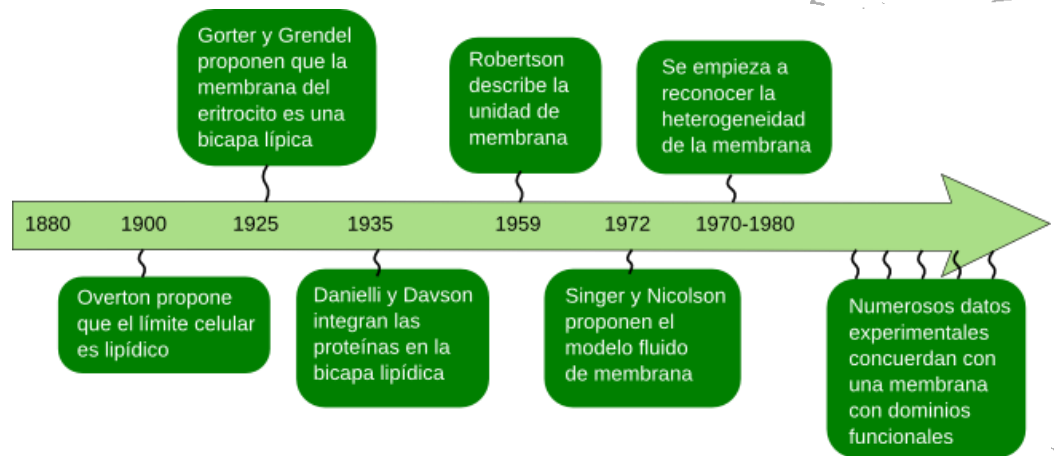 Gorter y Grendel
proponen que la
membrana del
eritrocito es una
bicapa lípica
Robertson
describe la
unidad de
membrana
Se empieza a
reconocer la
heterogeneidad
de la membrana
1880
1900
1925
1935
1959
1972
1970-1980
Overton propone
que el límite celular
es lipídico
Danielli y Davson
integran las
proteínas en la
bicapa lipídica
Singer y Nicolson
proponen el
modelo fluido
de membrana
Numerosos datos
experimentales
concuerdan con
una membrana
con dominios
funcionales